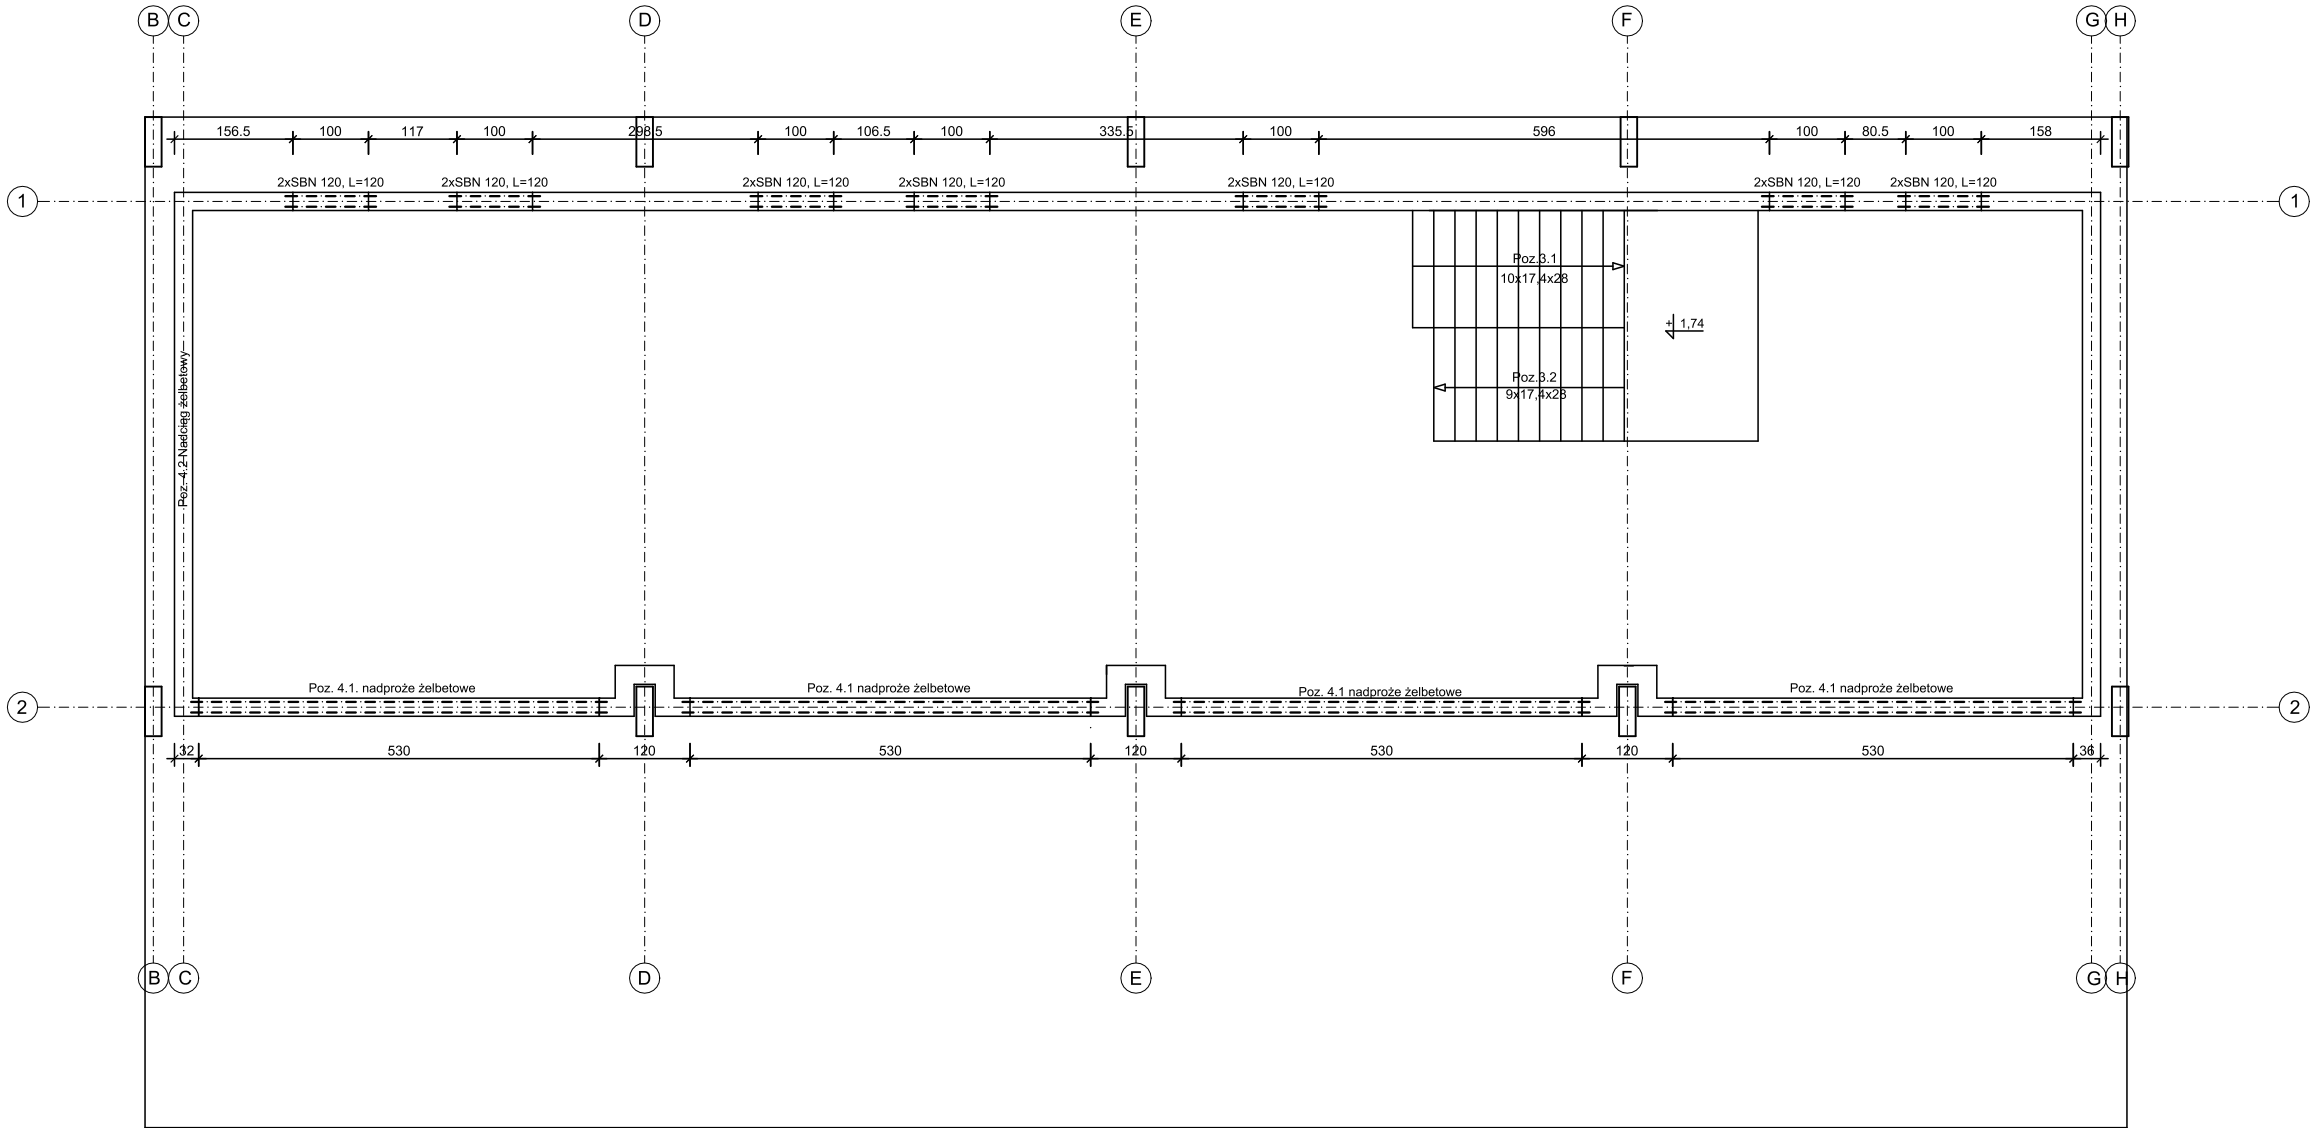 B C D E F G H
156.5 100 117 100 298.5 100 106.5 100 335.5 100 596 100 80.5 100 158
2xSBN 120, L=120 2xSBN 120, L=120 2xSBN 120, L=120 2xSBN 120, L=120 2xSBN 120, L=120 2xSBN 120, L=120 2xSBN 120, L=120
1 1
Poz.3.1
10x17,4x28
+ 1,74
Poz.3.2
9x17,4x28
Poz. 4.2 Nadciąg żelbetowy
Poz. 4.1. nadproże żelbetowe Poz. 4.1 nadproże żelbetowe Poz. 4.1 nadproże żelbetowe Poz. 4.1 nadproże żelbetowe
2 2
32 530 120 530 120 530 120 530 36
B C D E F G H